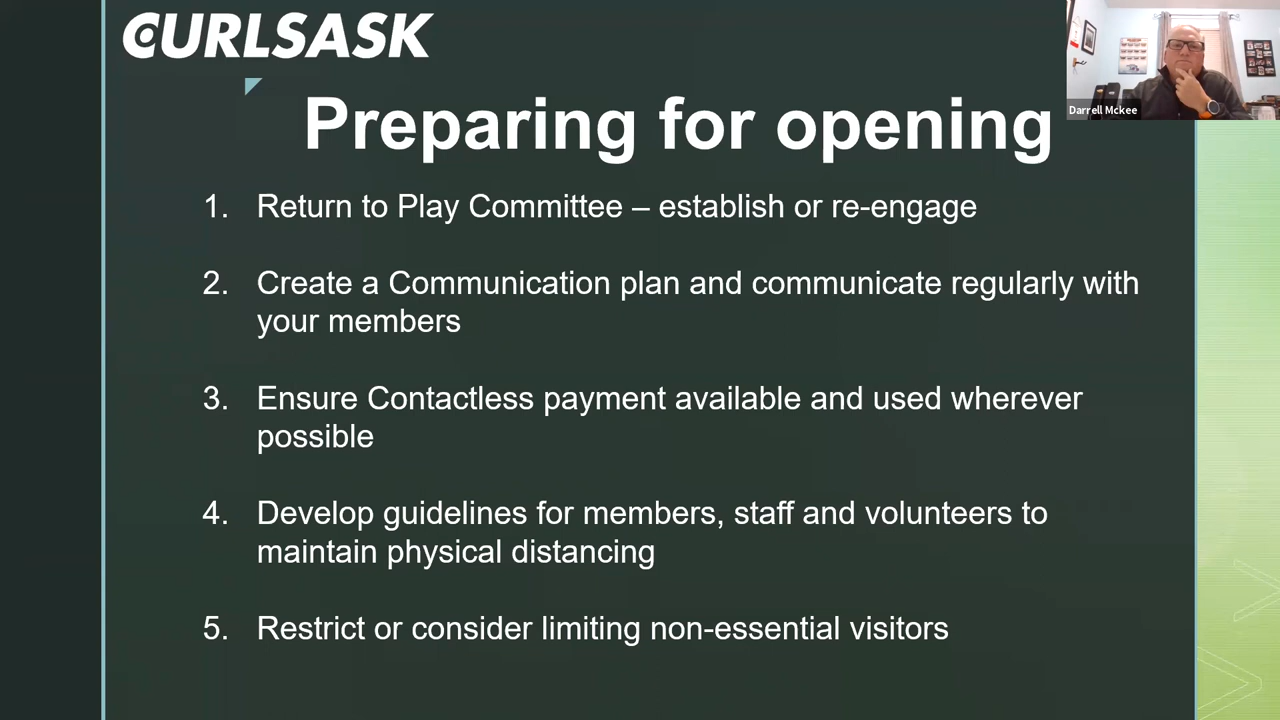 CURLSASK
Darrell Mckee
Preparing for opening
1. Return to Play Committee – establish or re-engage
2. Create a Communication plan and communicate regularly with
your members
3. Ensure Contactless payment available and used wherever
possible
4. Develop guidelines for members, staff and volunteers to
maintain physical distancing
5. Restrict or consider limiting non-essential visitors